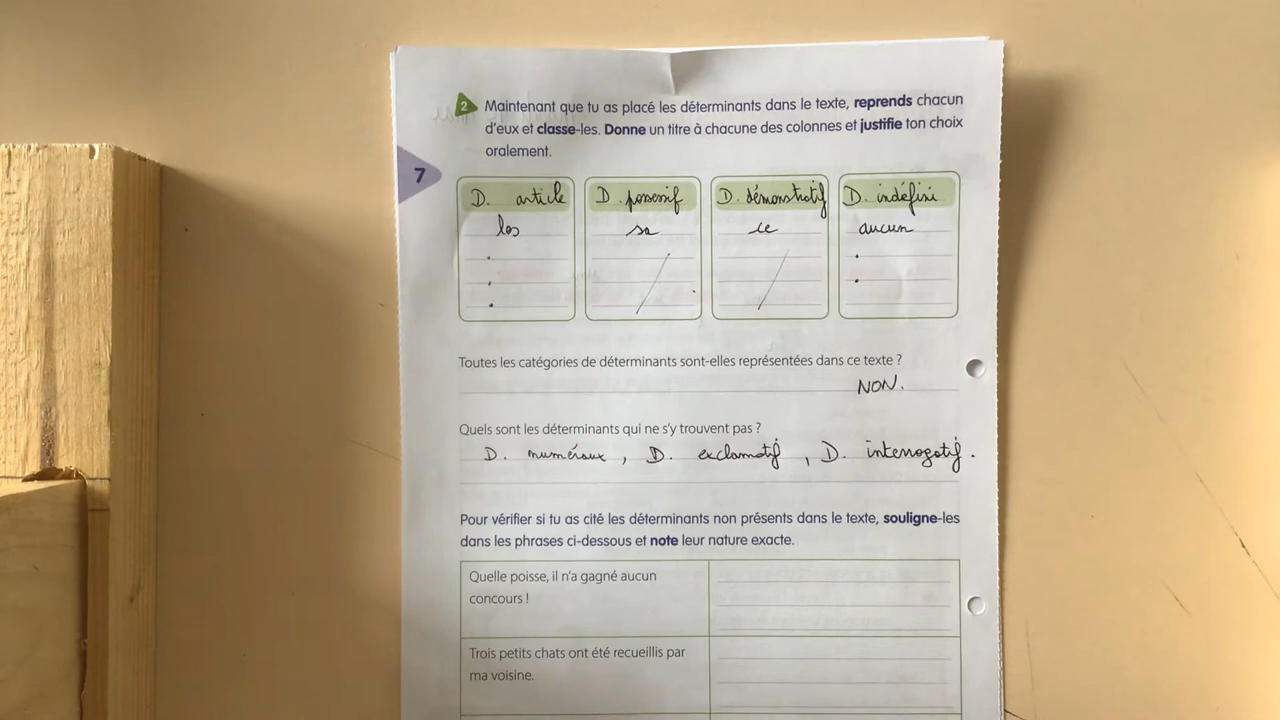 2 Maintenant que tu as placé les déterminants dans le texte, reprends chacun
d'eux et classe-les. Donne un titre à chacune des colonnes et justifie ton choix
oralement.
7
D. article D. possessif D. démonstratif D. indéfini
les sa ce aucun
Toutes les catégories de déterminants sont-elles représentées dans ce texte ?
NON.
Quels sont les déterminants qui ne s'y trouvent pas ?
D. numéraux, D. exclamatif, D. interrogatif.
Pour vérifier si tu as cité les déterminants non présents dans le texte, souligne-les
dans les phrases ci-dessous et note leur nature exacte.
Quelle poisse, il n'a gagné aucun
concours !
Trois petits chats ont été recueillis par
ma voisine.